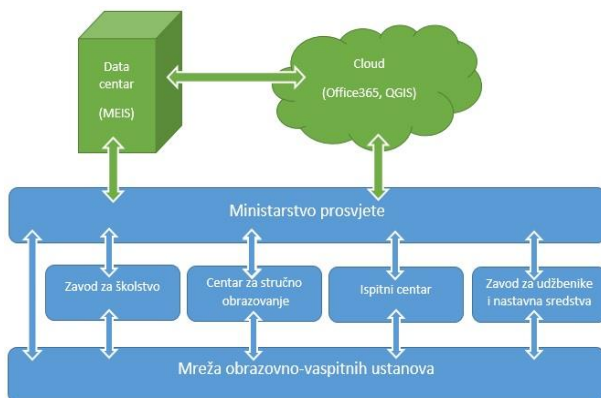 Data
centar
(MEIS)
Cloud
(Office365, QGIS)
Ministarstvo prosvjete
Zavod za školstvo
Centar za stručno
obrazovanje
Ispitni centar
Zavod za udžbenike
i nastavna sredstva
Mreža obrazovno-vaspitnih ustanova